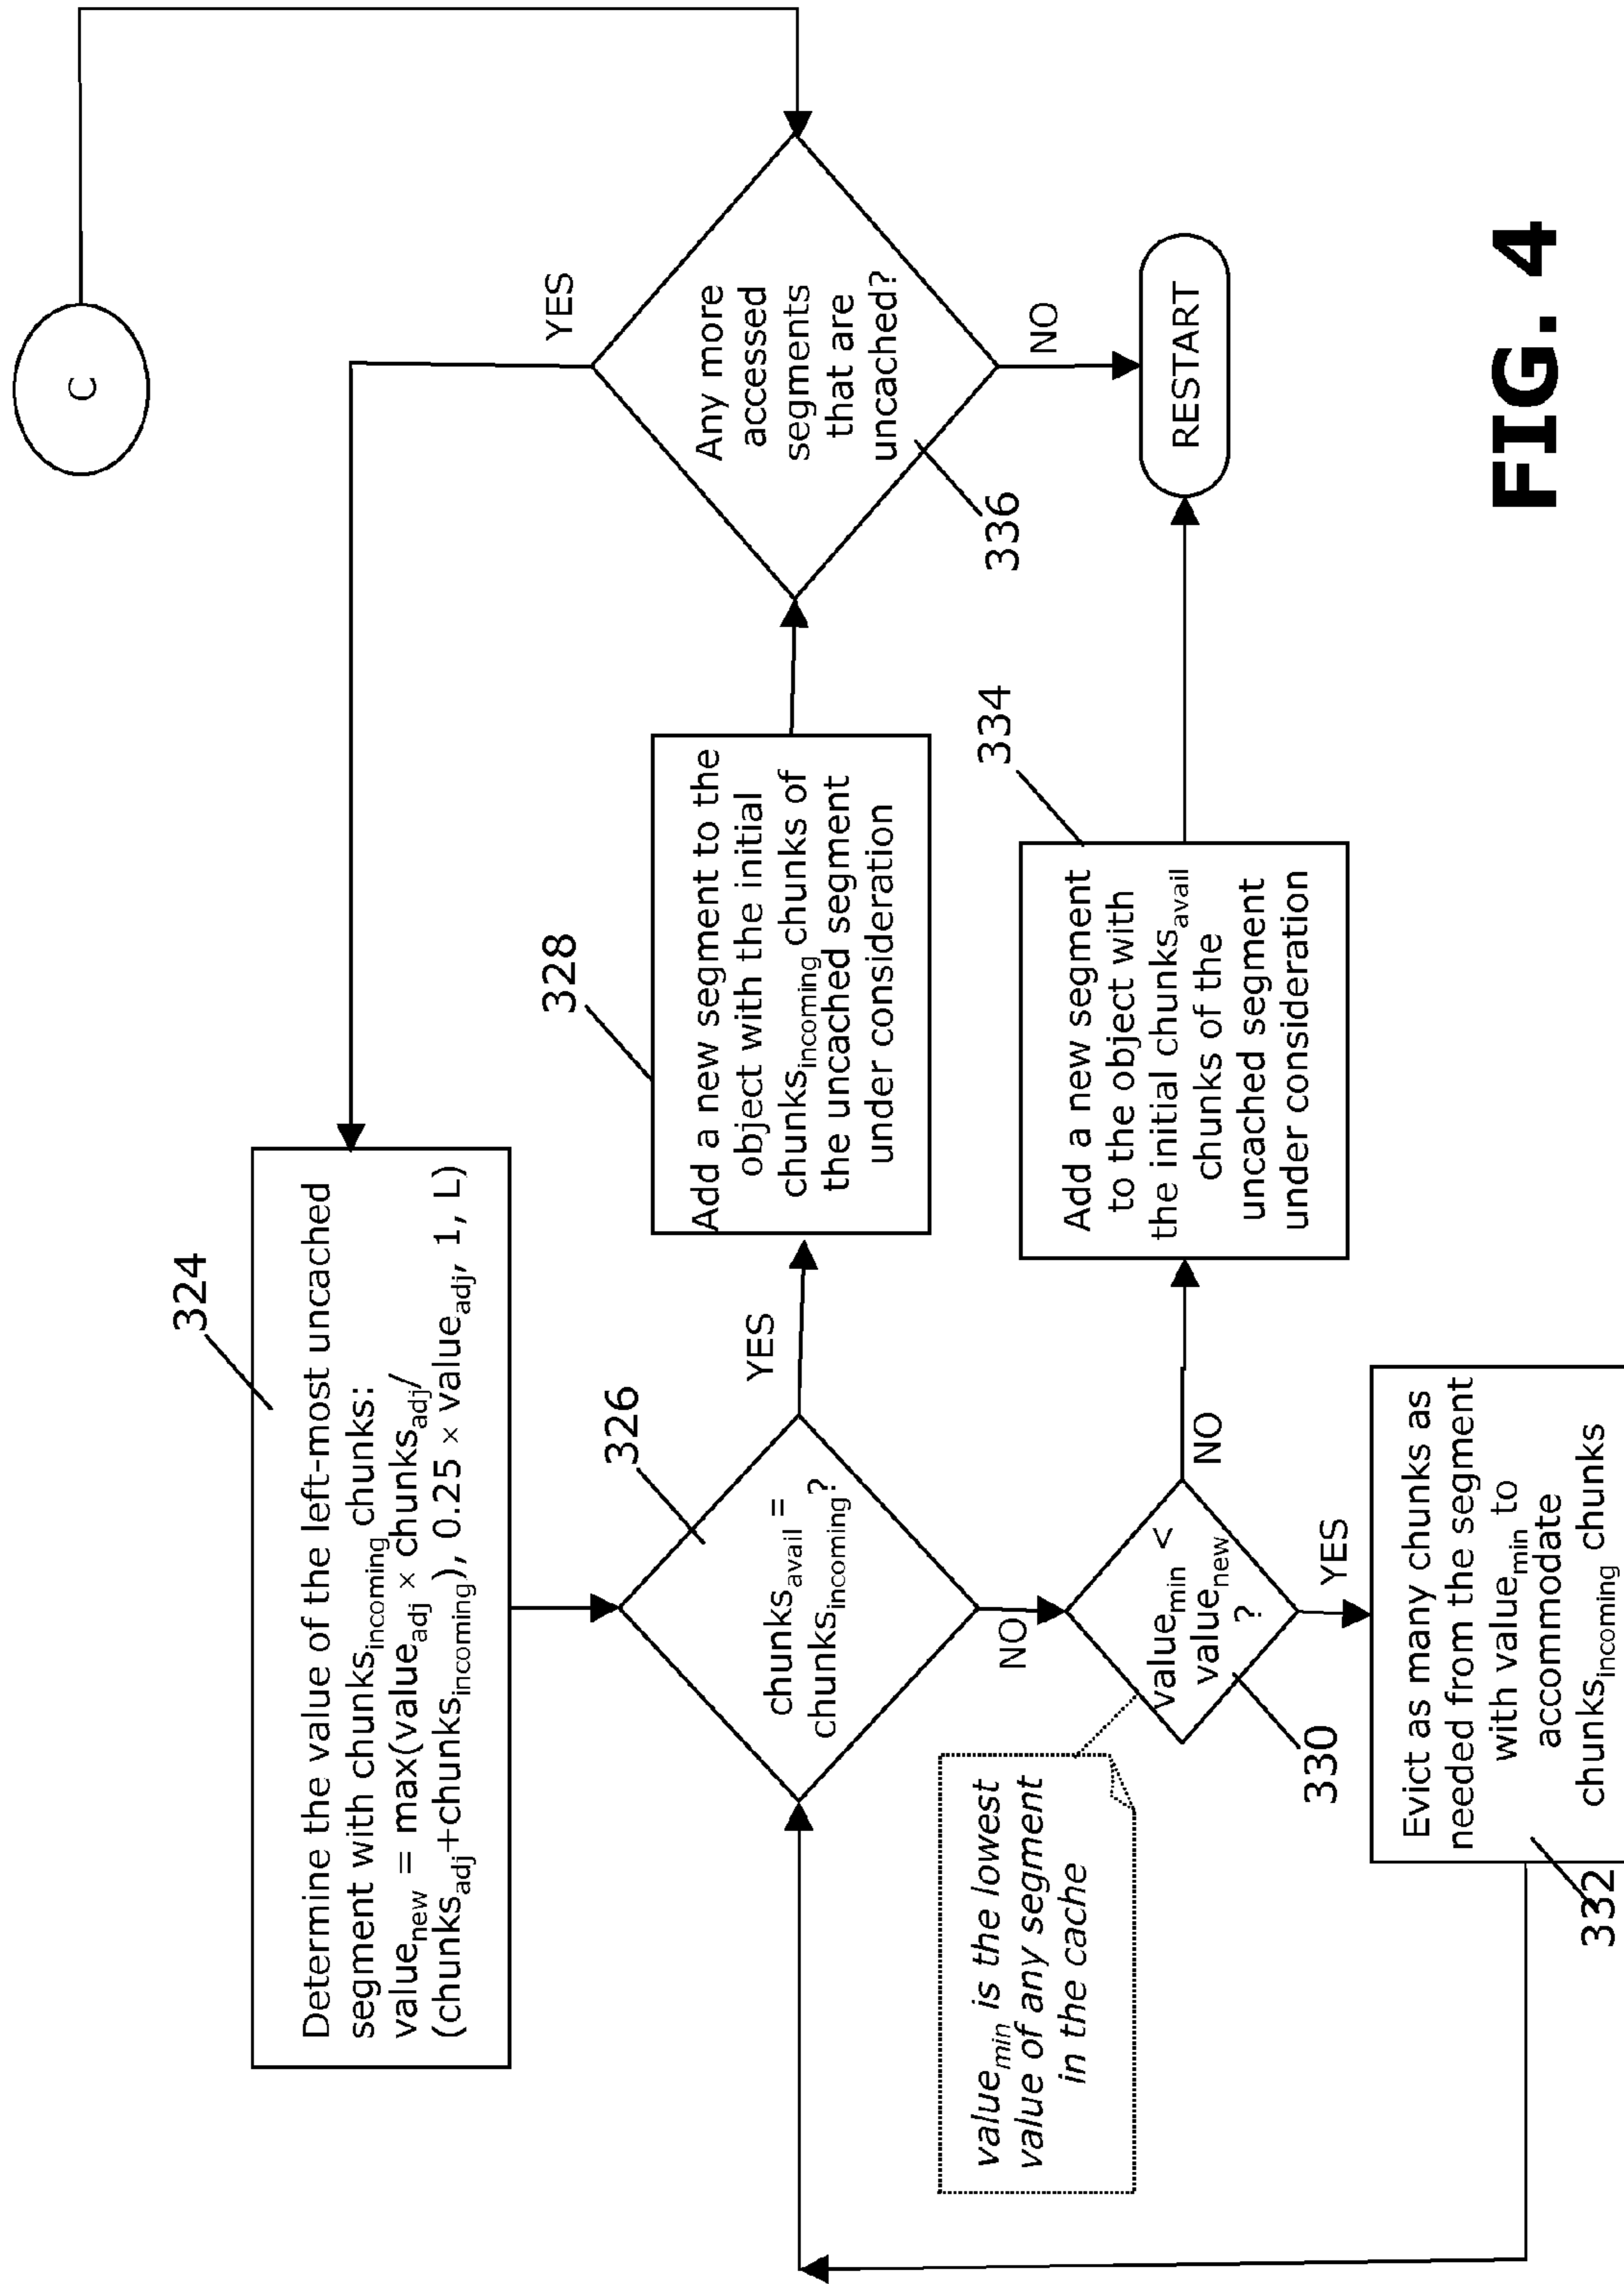 C
324
Determine the value of the left-most uncached
segment with chunks_incoming chunks:
value_new = max(value_adj × chunks_adj/
(chunks_adj+chunks_incoming), 0.25 × value_adj, 1, L)
YES
326
chunks_avail =
chunks_incoming?
YES
328
Add a new segment to the
object with the initial
chunks_incoming chunks of
the uncached segment
under consideration
Any more
accessed
segments
that are
uncached?
336
NO
NO
value_min is the lowest
value of any segment
in the cache
value_min <
value_new
?
330
NO
334
Add a new segment
to the object with
the initial chunks_avail
chunks of the
uncached segment
under consideration
RESTART
YES
332
Evict as many chunks as
needed from the segment
with value_min to
accommodate
chunks_incoming chunks
FIG. 4